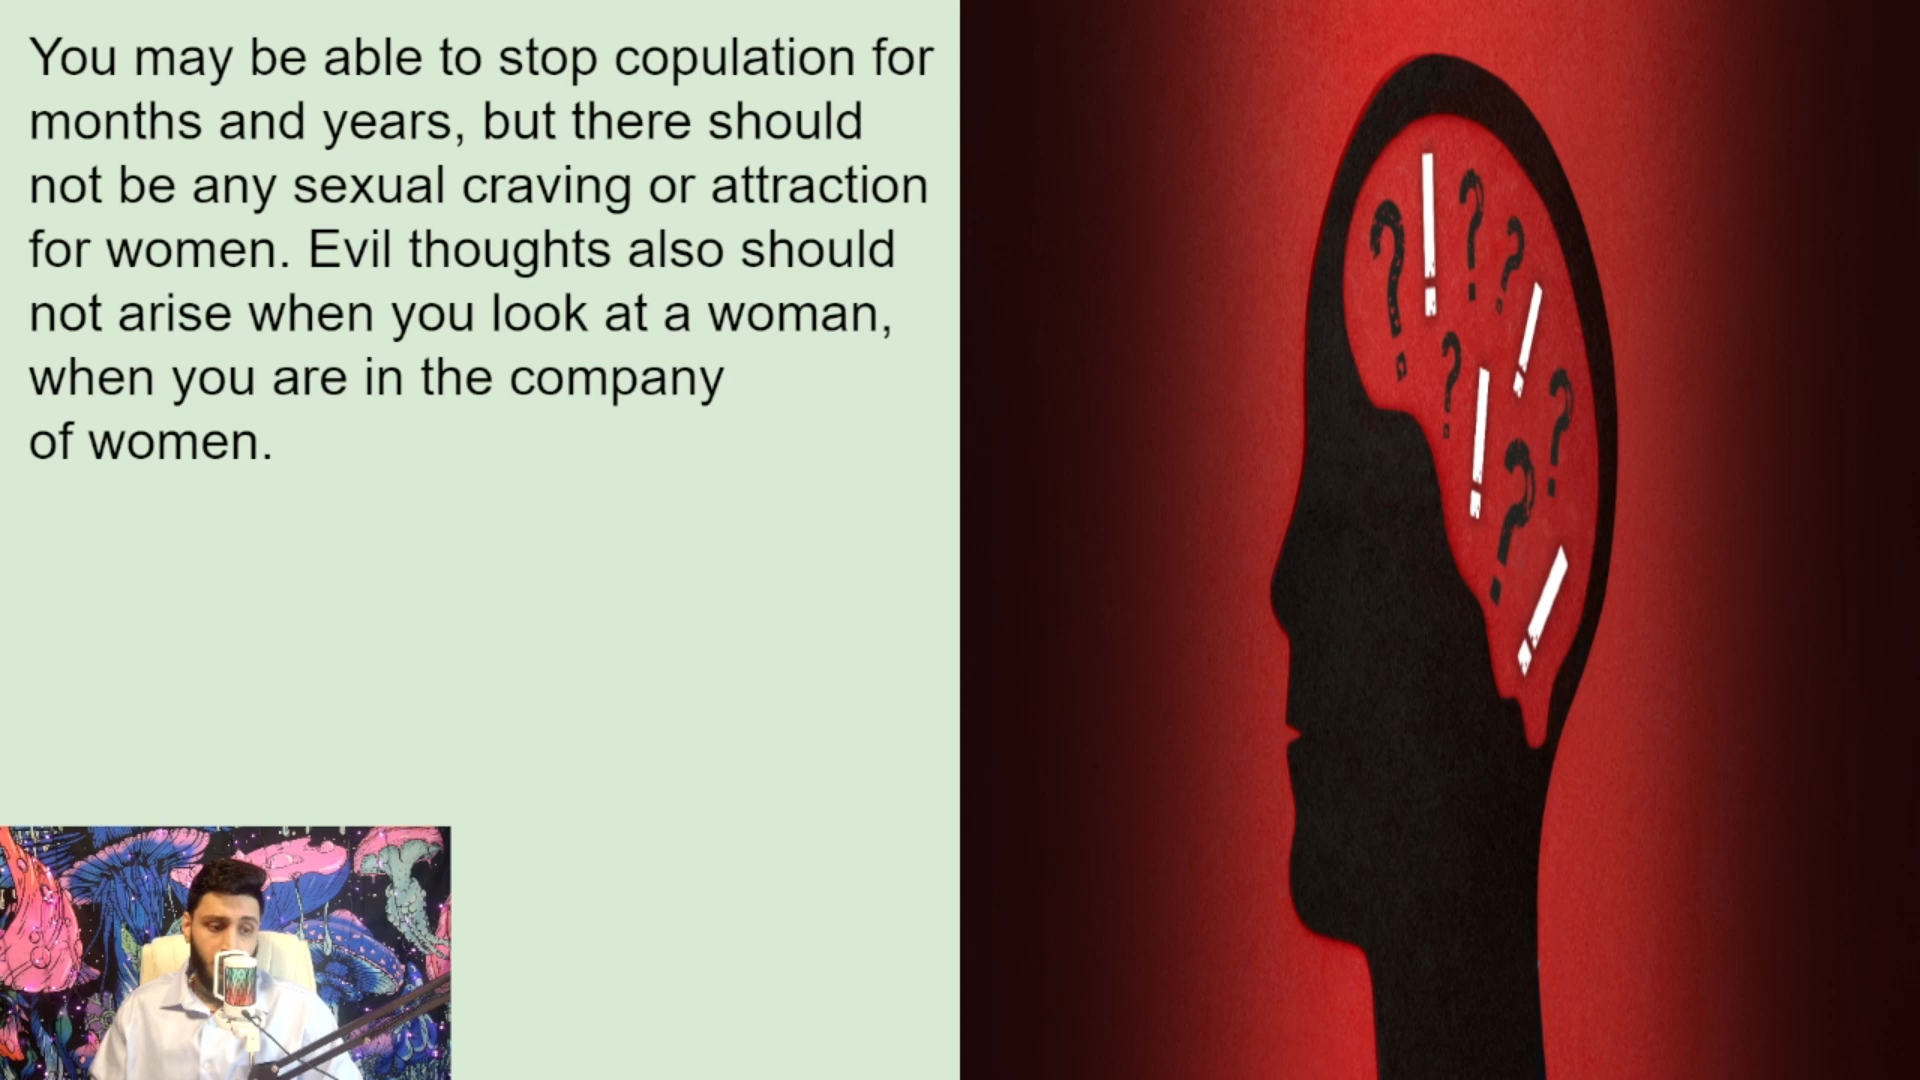 You may be able to stop copulation for
months and years, but there should
not be any sexual craving or attraction
for women. Evil thoughts also should
not arise when you look at a woman,
when you are in the company
of women.
? ! ? ? ! ? ! ? ? !